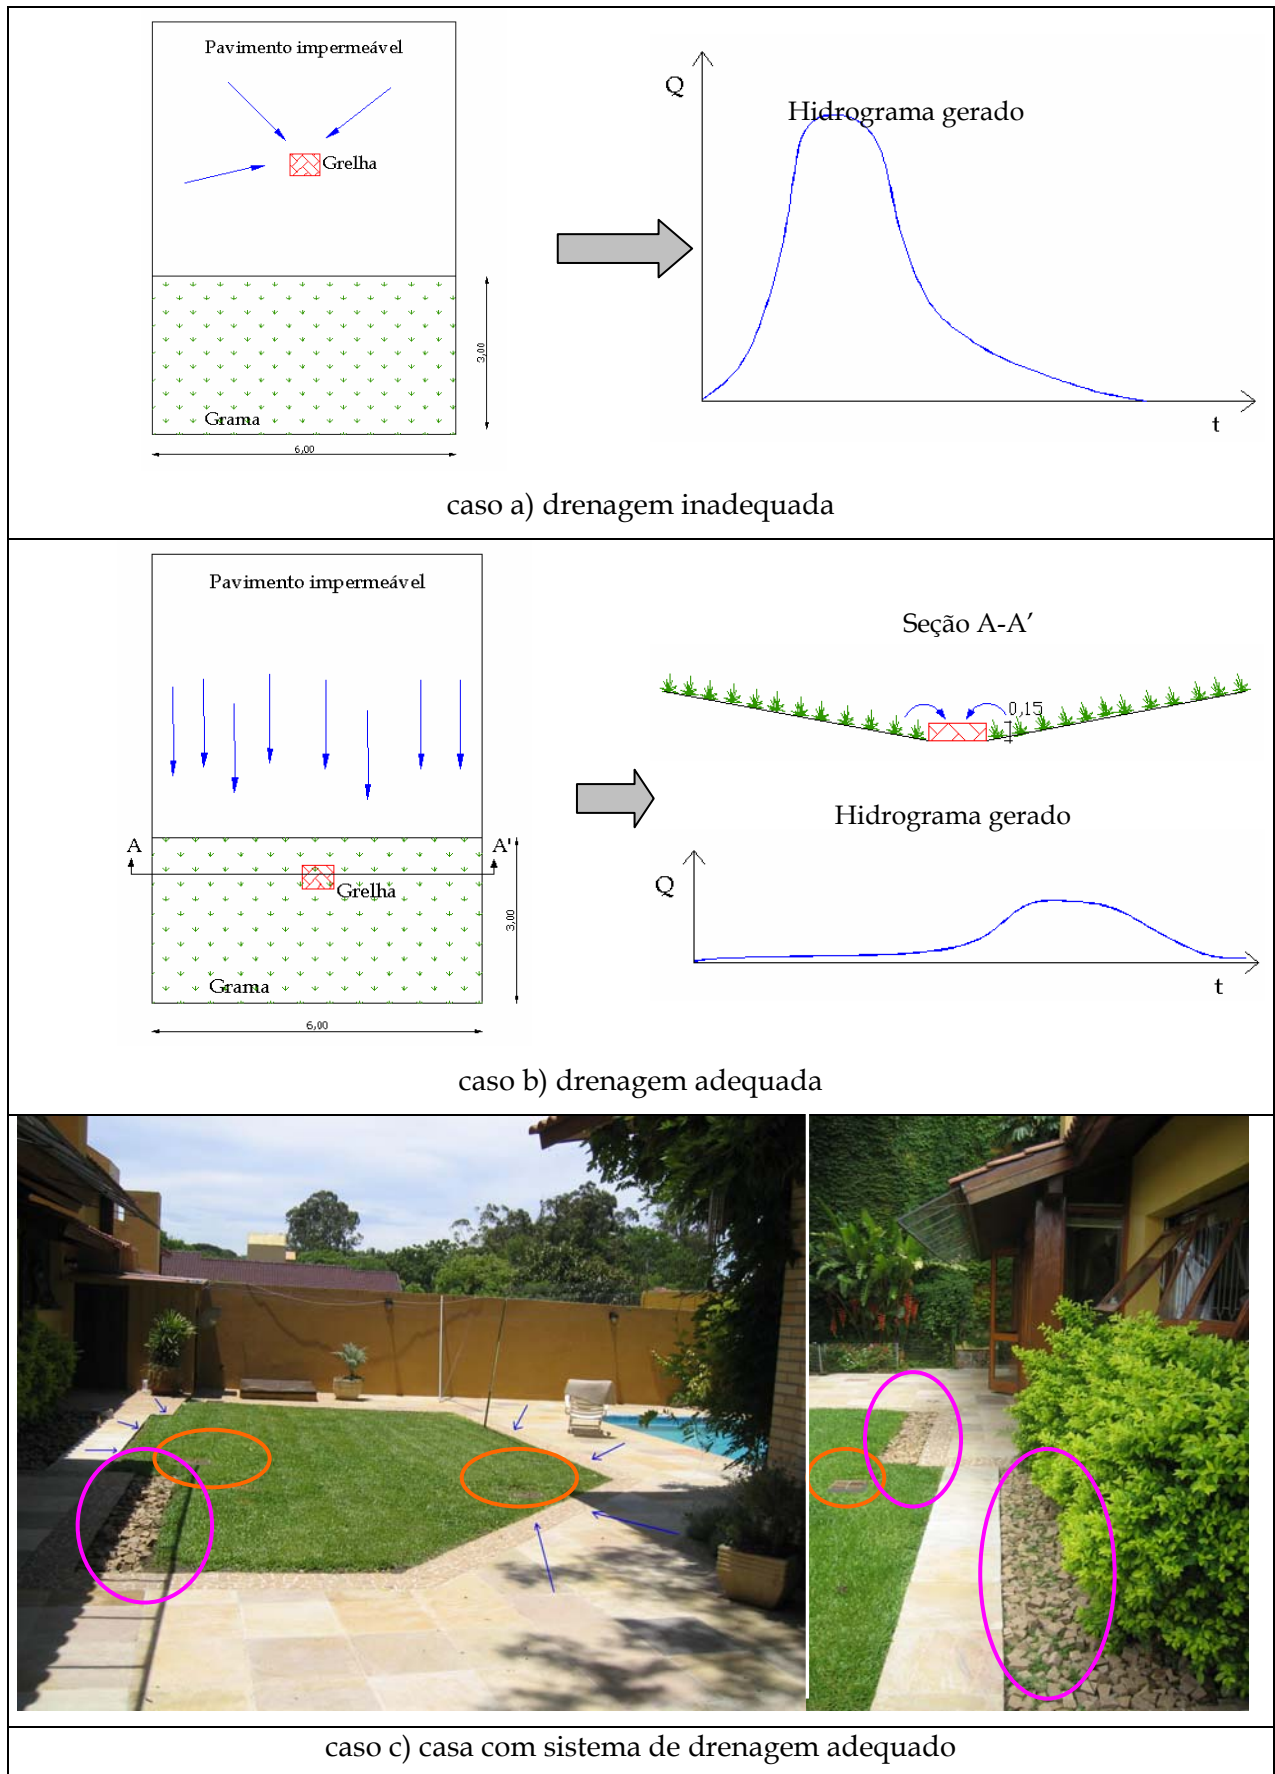 Pavimento impermeável
Grelha
Grama
3,00
6,00
Q
Hidrograma gerado
t
caso a) drenagem inadequada
Pavimento impermeável
A
A'
Grelha
Grama
3,00
6,00
Seção A-A’
0,15
Hidrograma gerado
Q
t
caso b) drenagem adequada
caso c) casa com sistema de drenagem adequado